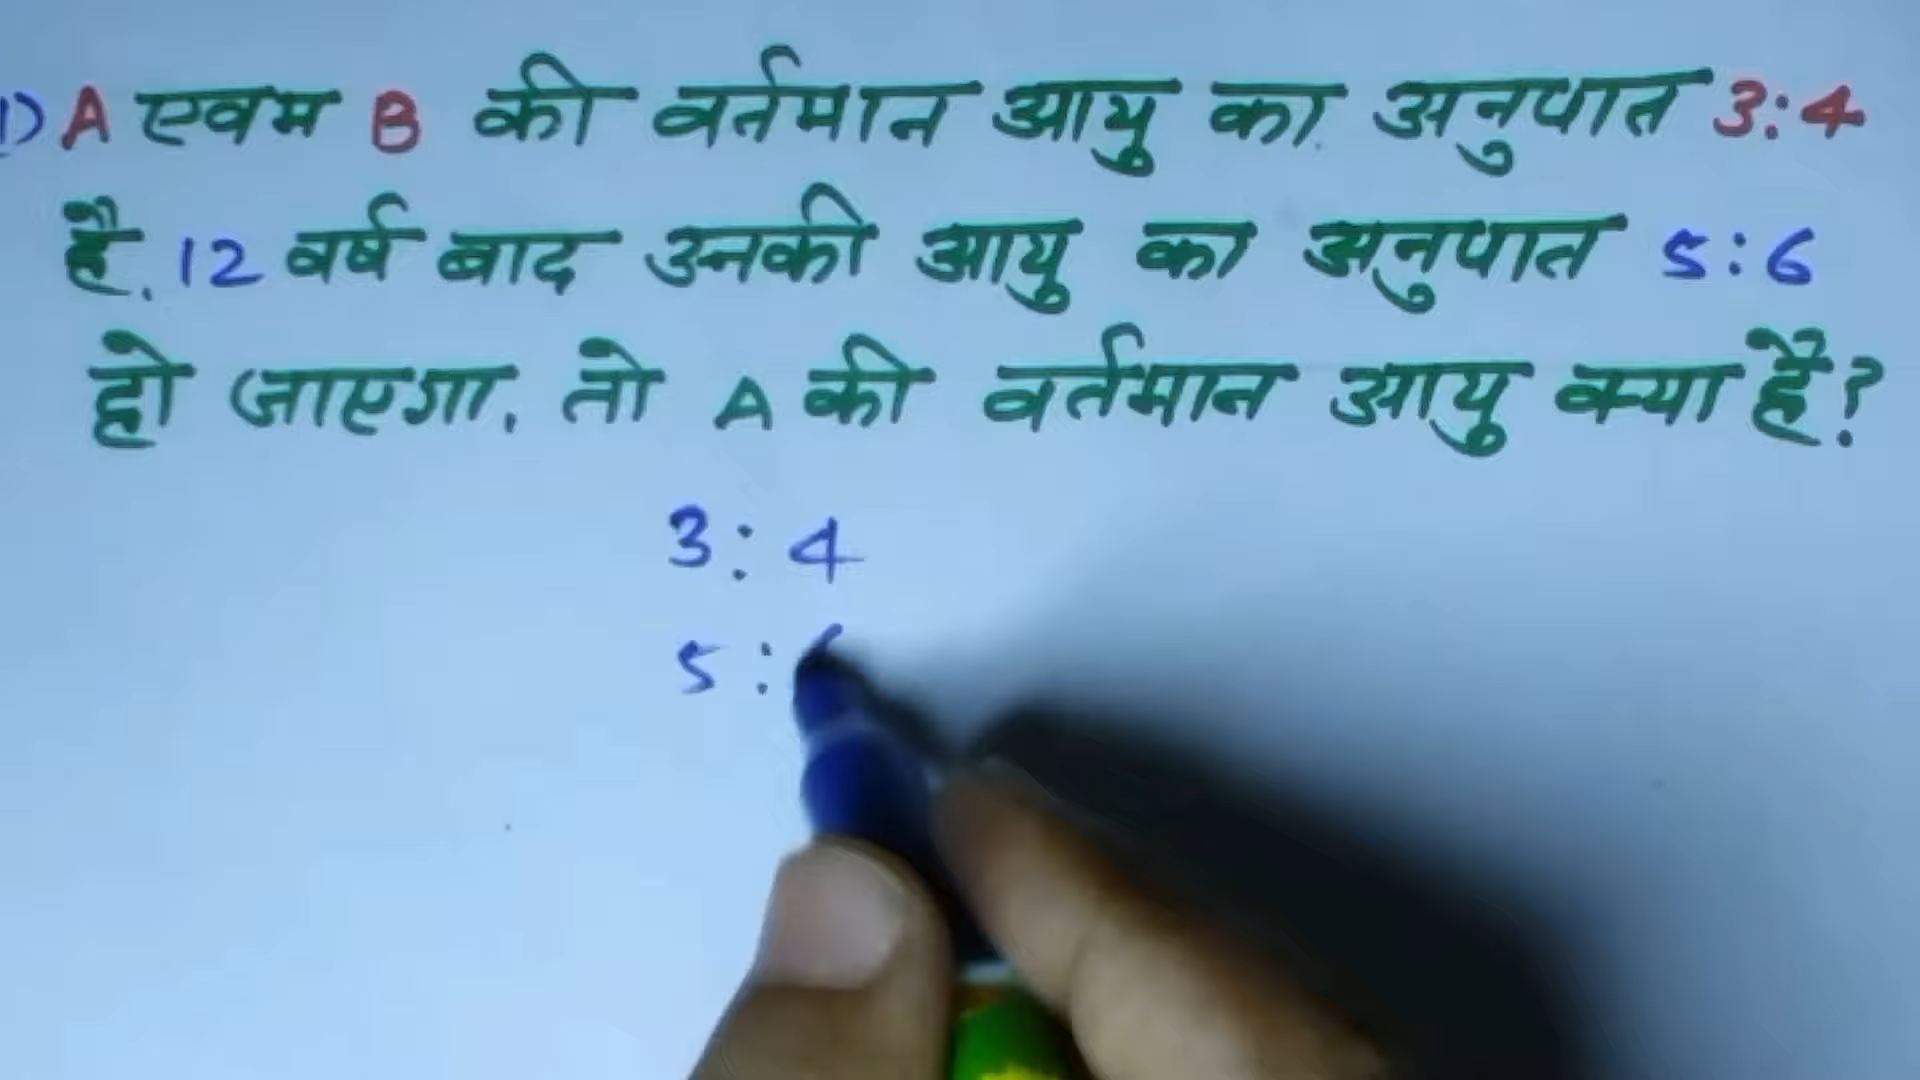 1) A एवम B की वर्तमान आयु का अनुपात 3:4
है. 12 वर्ष बाद उनकी आयु का अनुपात 5:6
हो जाएगा. तो A की वर्तमान आयु क्या है?
3: 4
5: 6